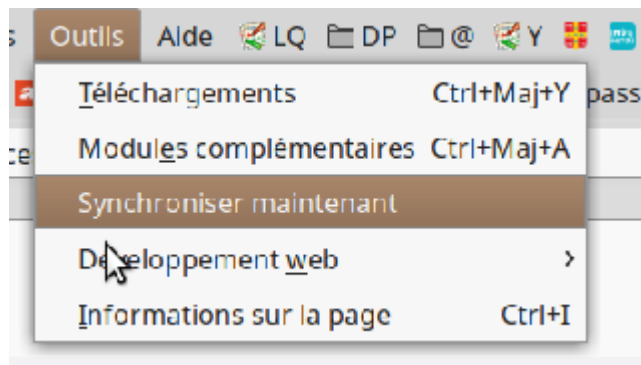 s Outils Aide LQ DP @ Y
Téléchargements Ctrl+Maj+Y pass
Modules complémentaires Ctrl+Maj+A
Synchroniser maintenant
Développement web >
Informations sur la page Ctrl+I